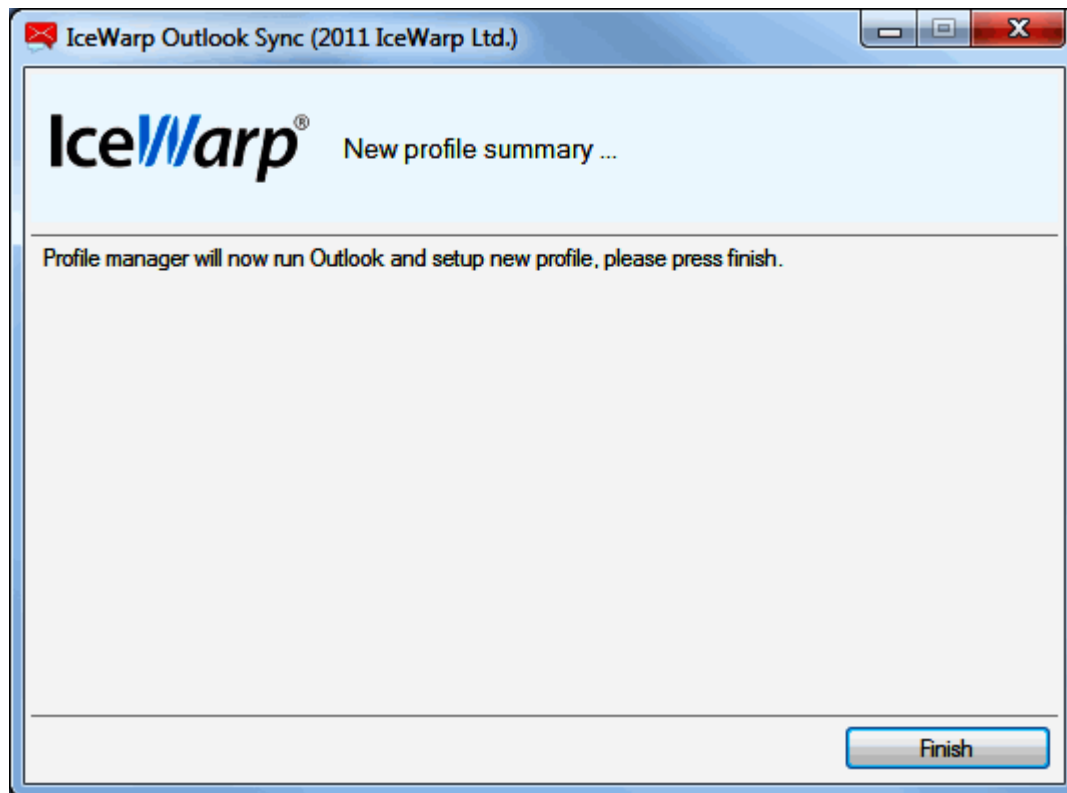 IceWarp Outlook Sync (2011 IceWarp Ltd.)
IceWarp® New profile summary ...
Profile manager will now run Outlook and setup new profile, please press finish.
Finish